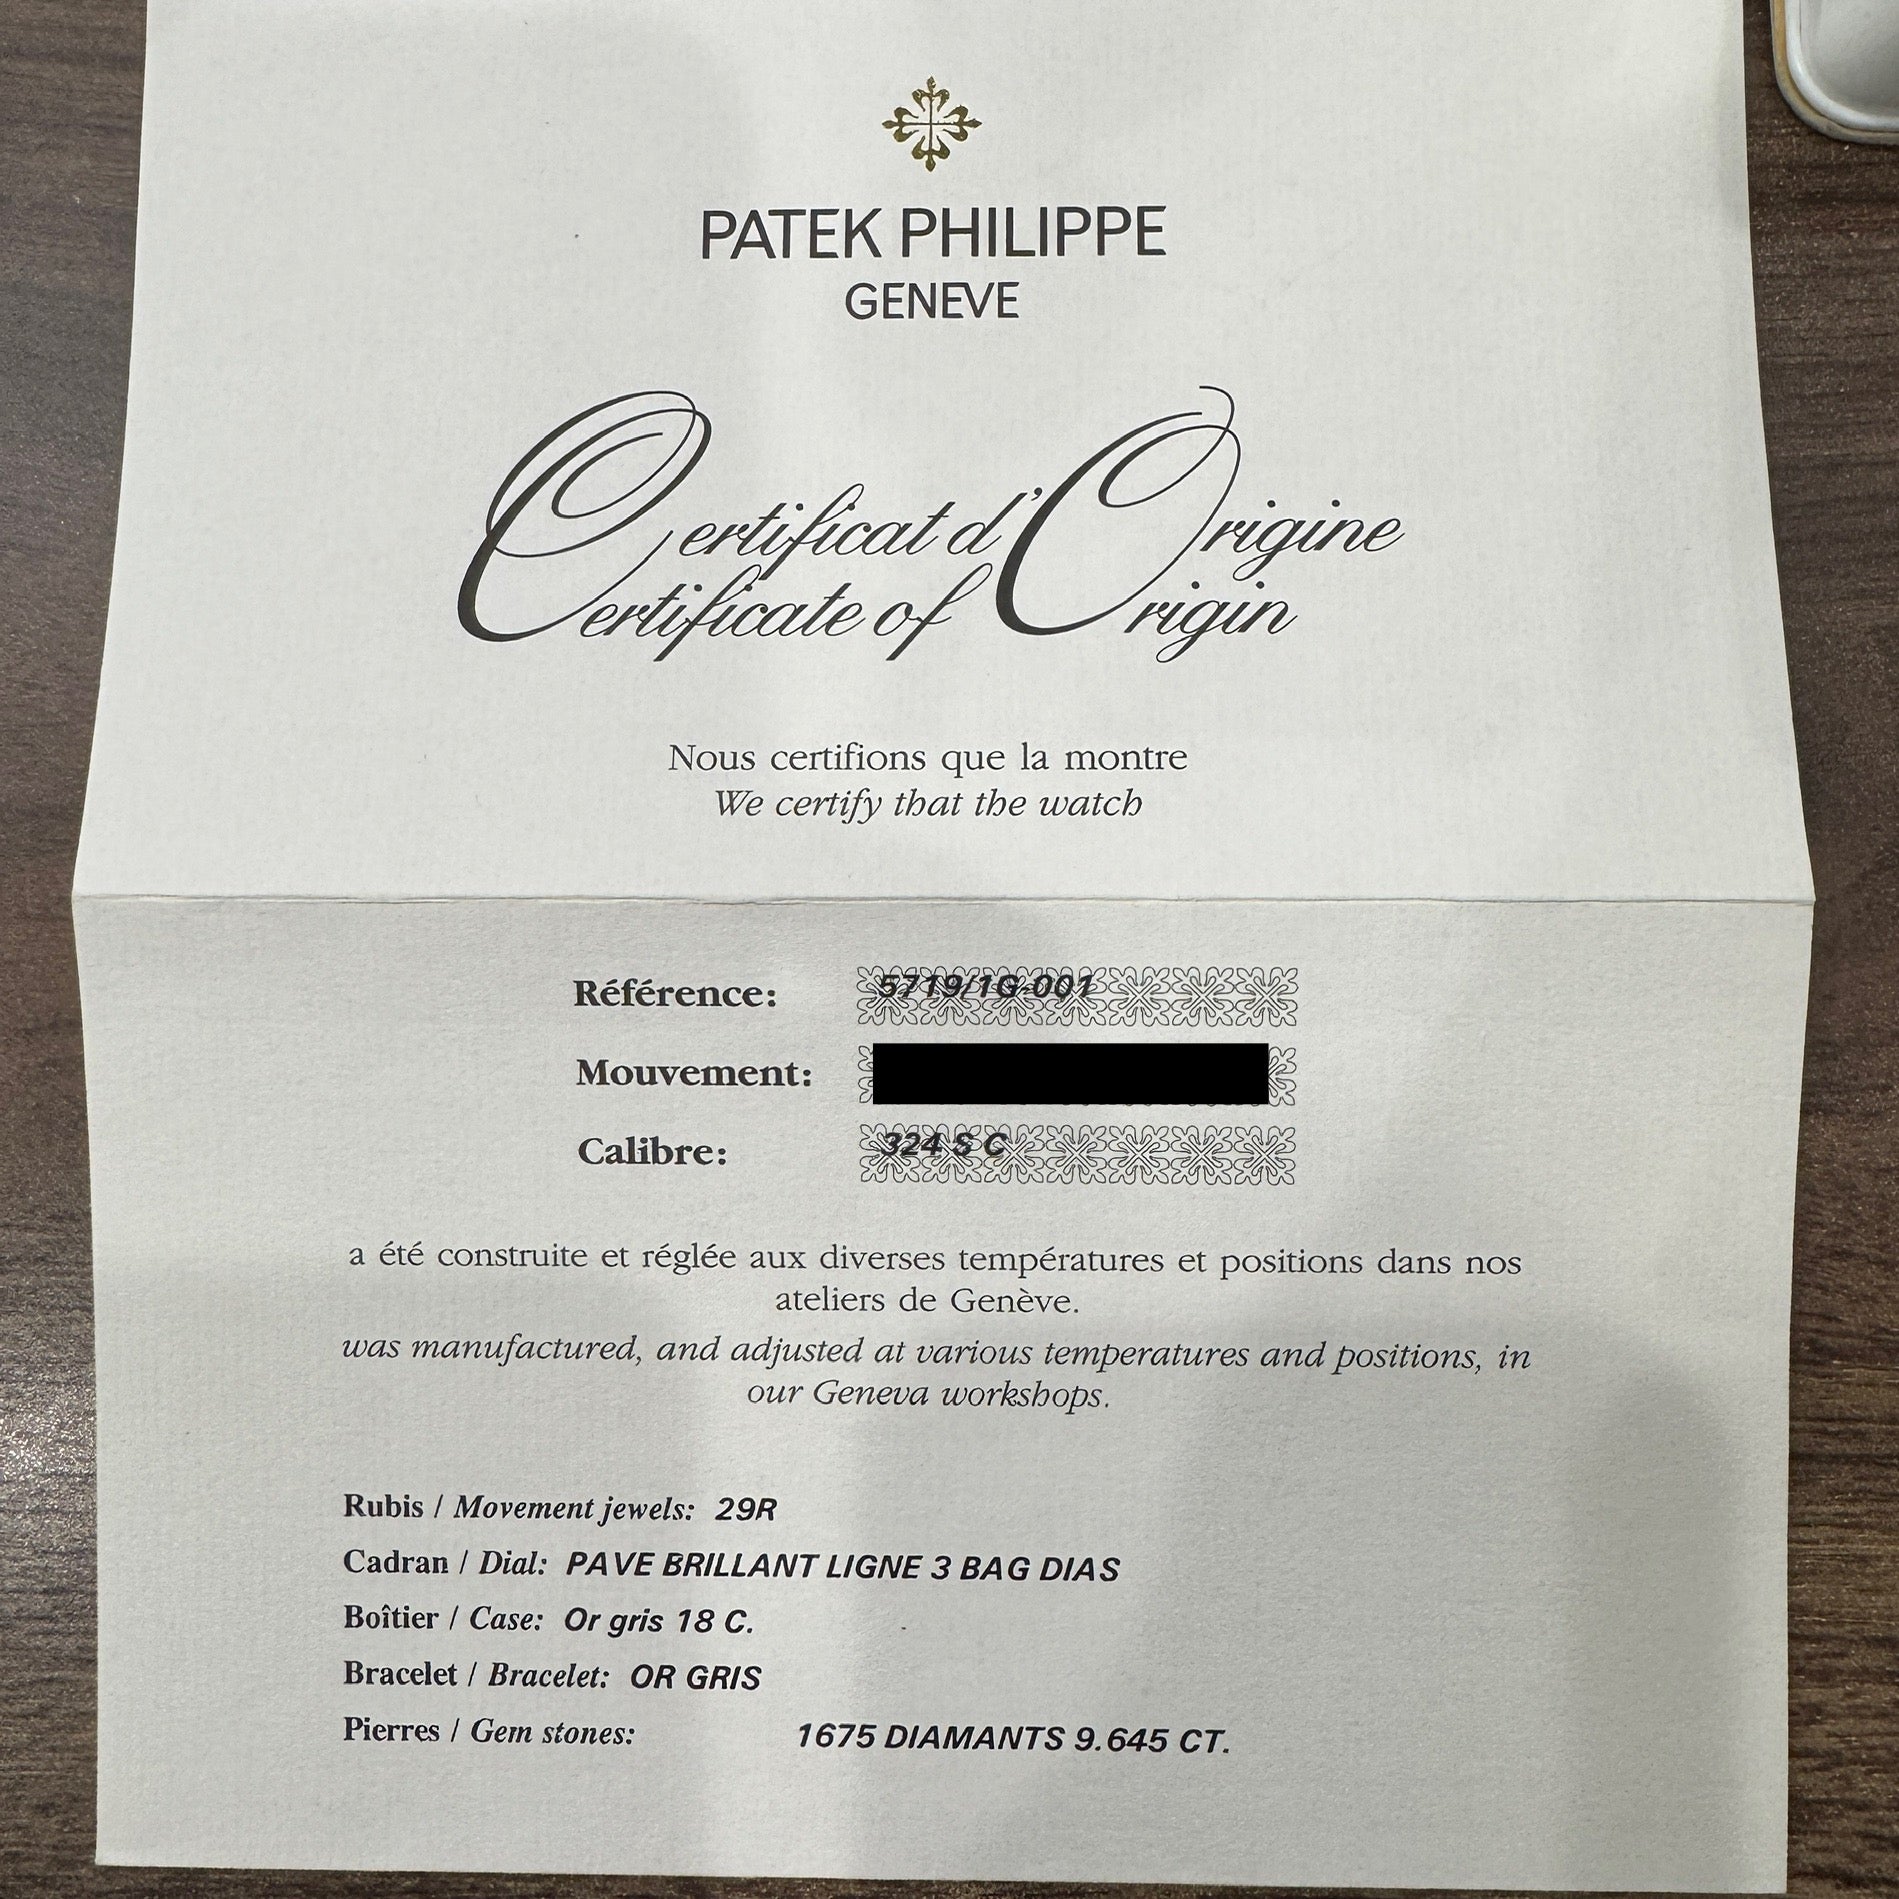 PATEK PHILIPPE
GENEVE
Certificat d'Origine
Certificate of Origin
Nous certifions que la montre
We certify that the watch
Référence: 5719/1G-001
Mouvement:
Calibre: 324 S C
a été construite et réglée aux diverses températures et positions dans nos
ateliers de Genève.
was manufactured, and adjusted at various temperatures and positions, in
our Geneva workshops.
Rubis / Movement jewels: 29R
Cadran / Dial: PAVE BRILLANT LIGNE 3 BAG DIAS
Boîtier / Case: Or gris 18 C.
Bracelet / Bracelet: OR GRIS
Pierres / Gem stones: 1675 DIAMANTS 9.645 CT.